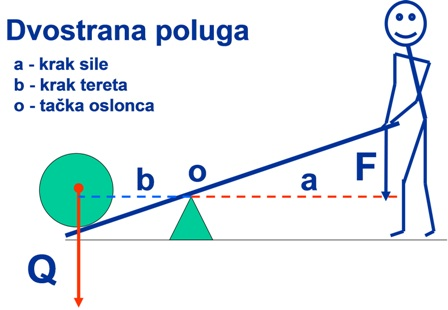 Dvostrana poluga
a - krak sile
b - krak tereta
o - tačka oslonca
b
o
a
F
Q